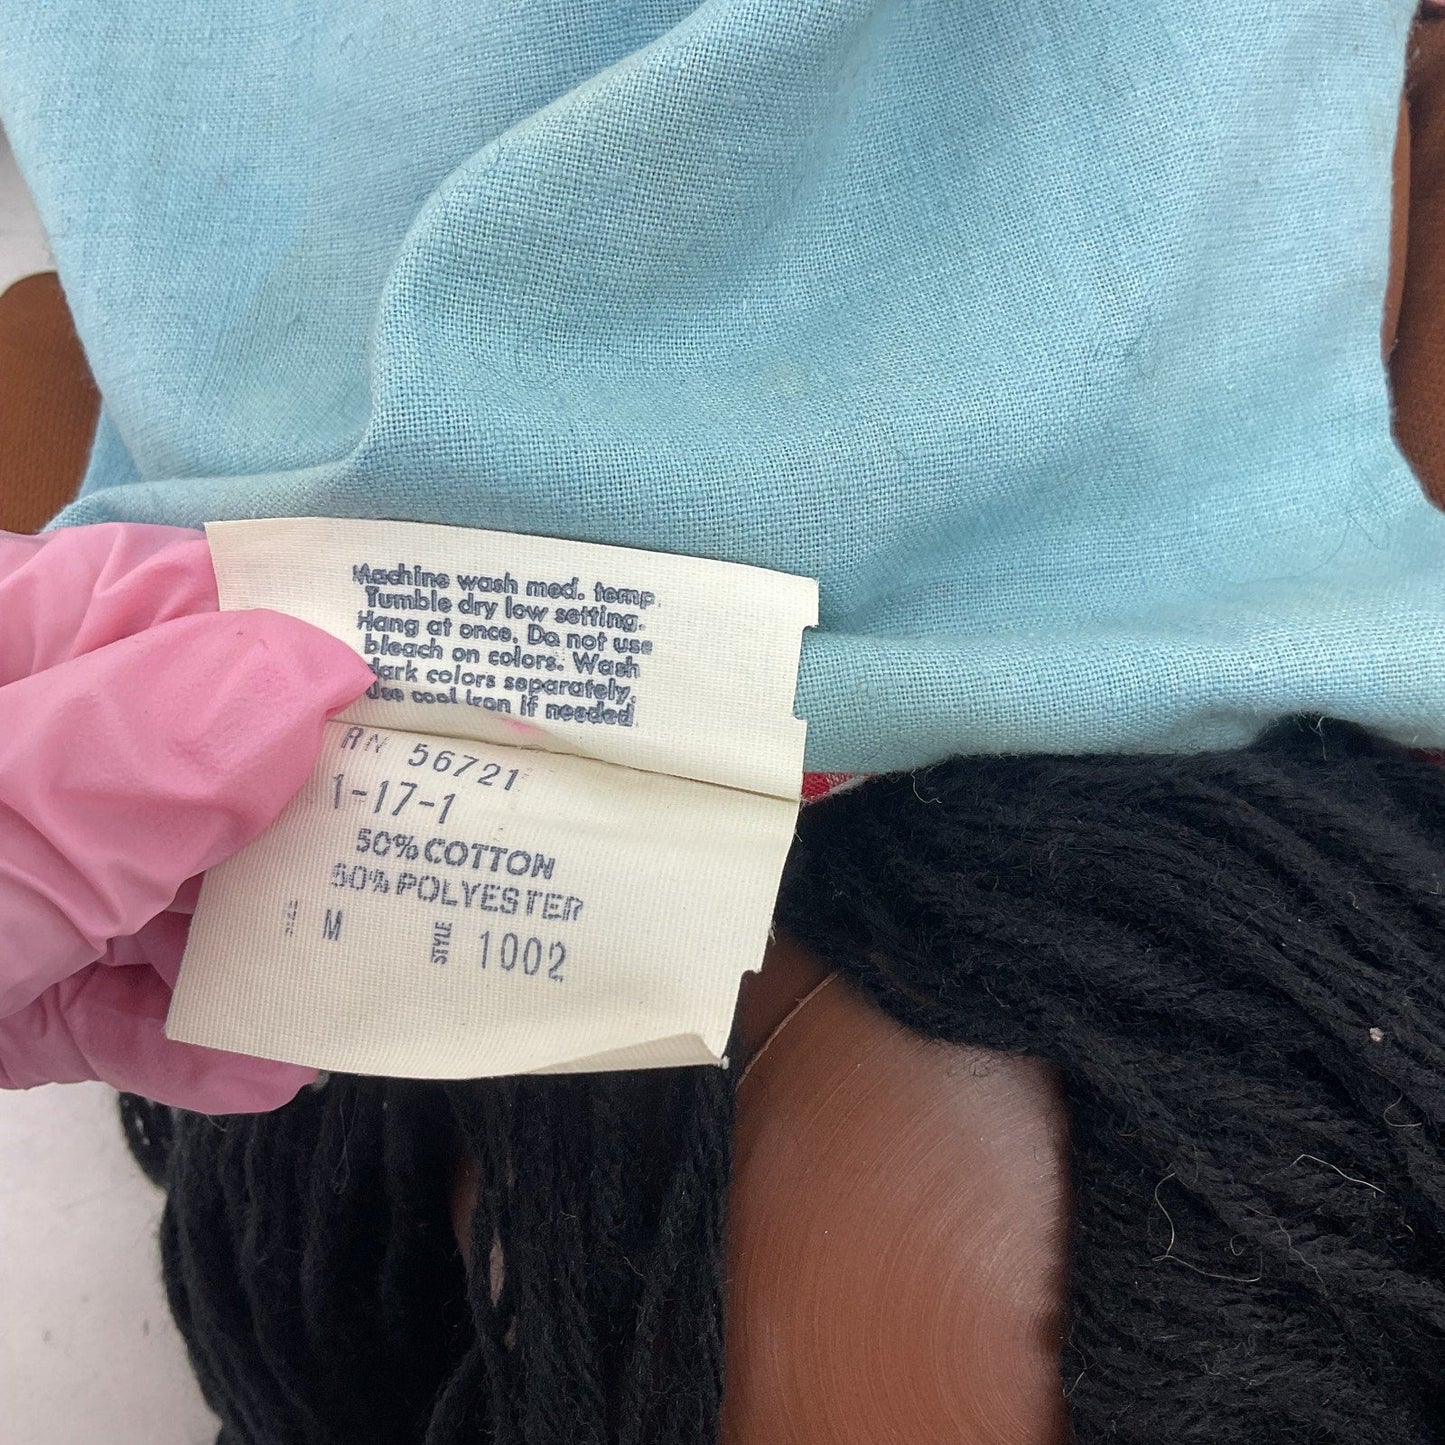 Machine wash med. temp.
Tumble dry low setting.
Hang at once. Do not use
bleach on colors. Wash
dark colors separately.
Use cool iron if needed.
RN 56721
1-17-1
50% COTTON
50% POLYESTER
SIZE M STYLE 1002